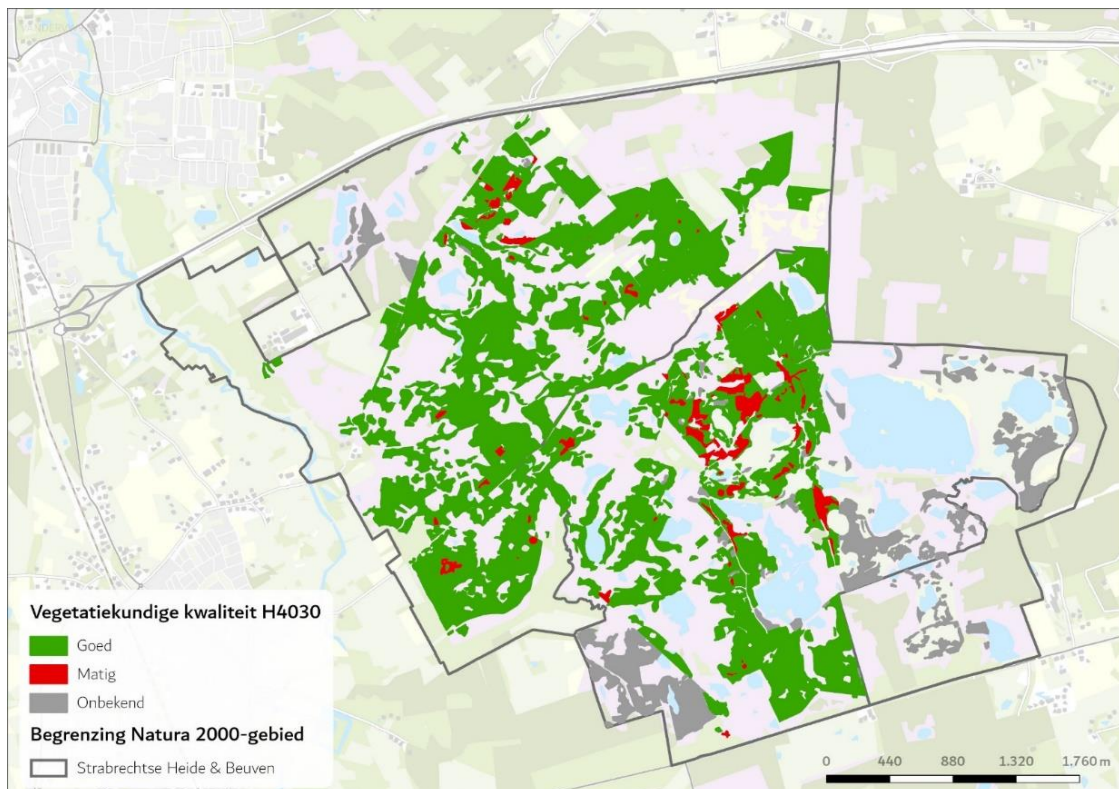 Vegetatiekundige kwaliteit H4030
Goed
Matig
Onbekend
Begrenzing Natura 2000-gebied
Strabrechtse Heide & Beuven
0 440 880 1.320 1.760 m